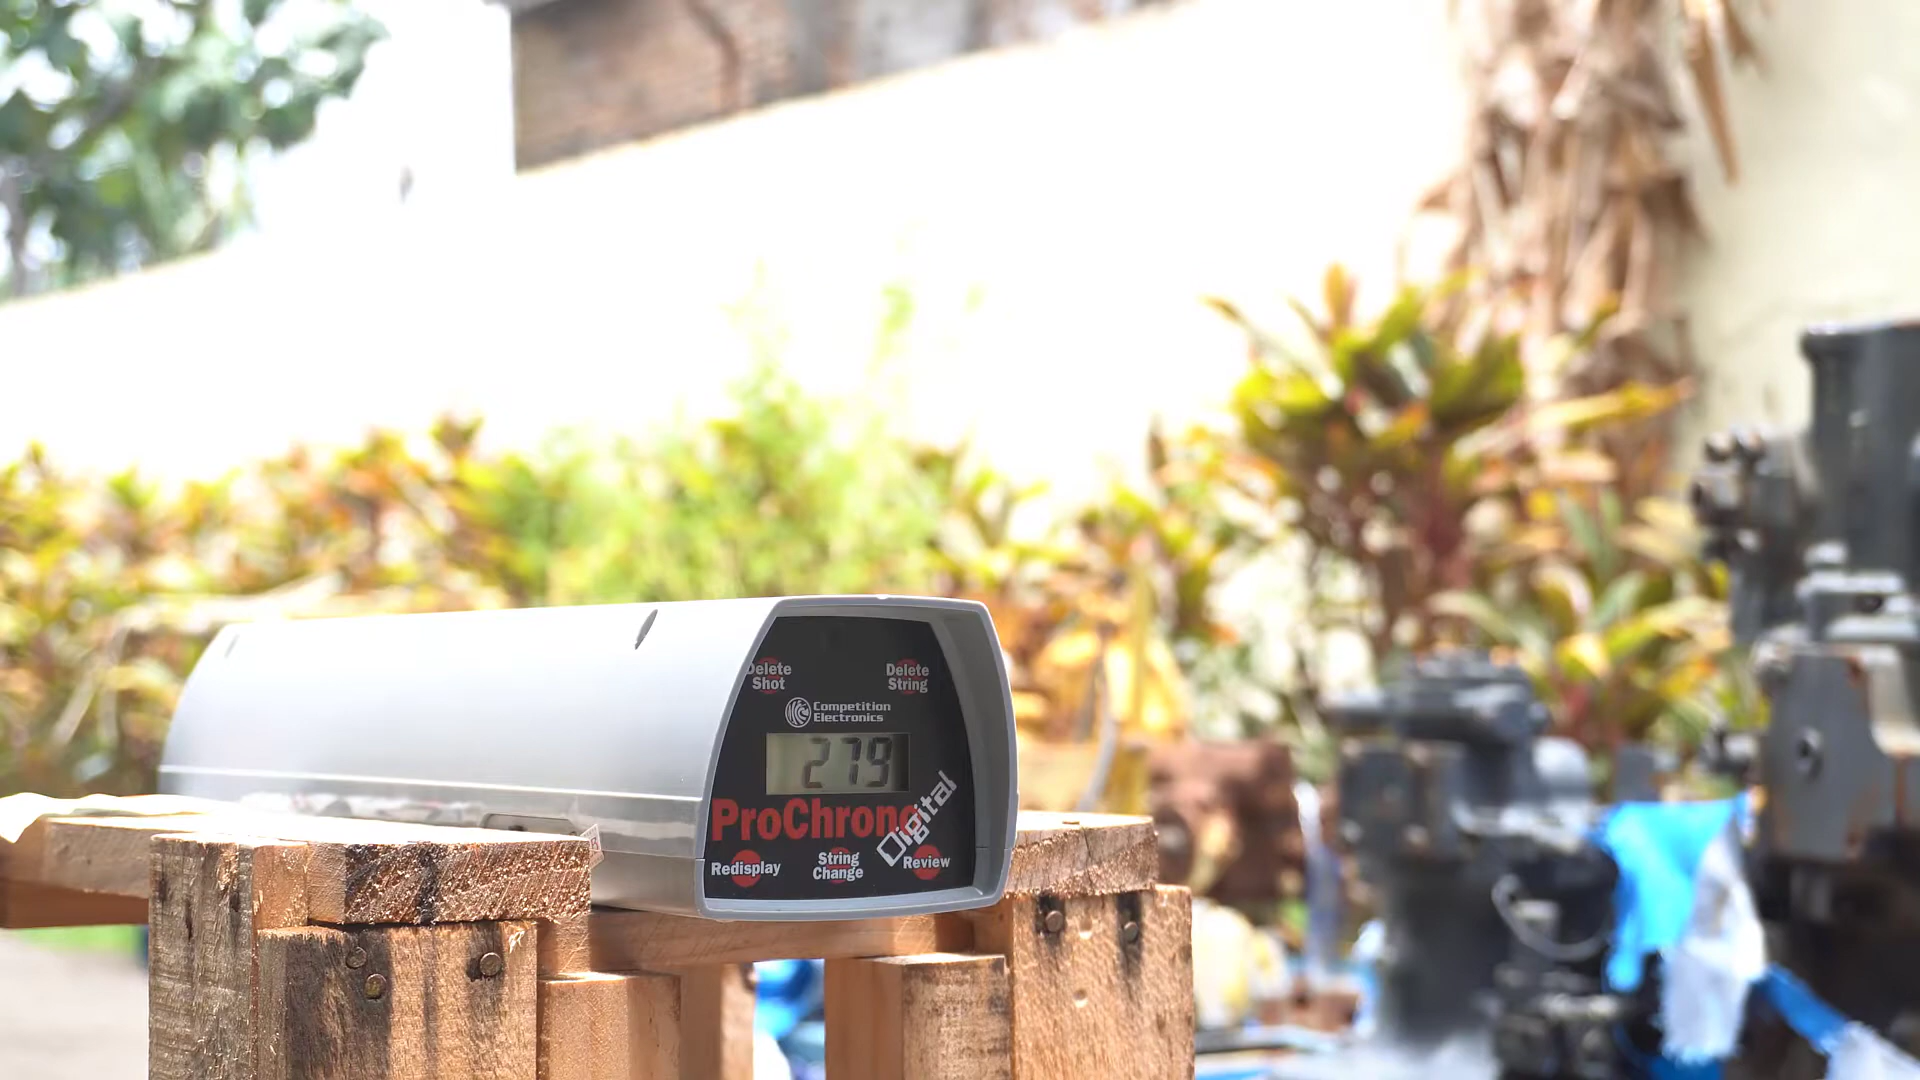 Delete
Shot
Delete
String
Competition
Electronics
279
ProChrono
Digital
Redisplay
String
Change
Review